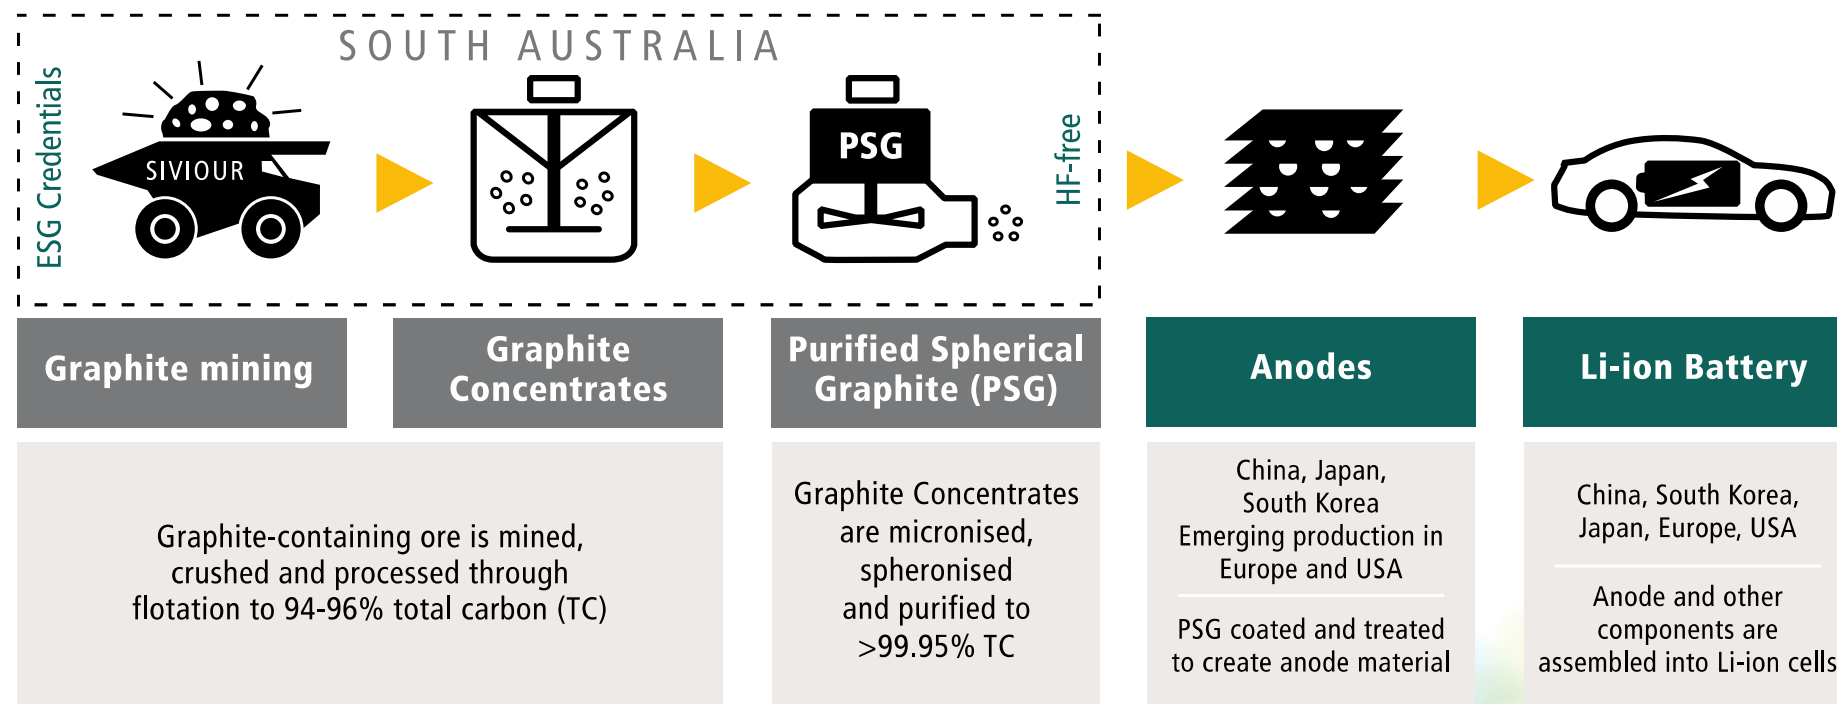 SOUTH AUSTRALIA
ESG Credentials
SIVIOUR
PSG
HF-free
Graphite mining
Graphite
Concentrates
Purified Spherical
Graphite (PSG)
Anodes
Li-ion Battery
Graphite-containing ore is mined,
crushed and processed through
flotation to 94-96% total carbon (TC)
Graphite Concentrates
are micronised,
spheronised
and purified to
>99.95% TC
China, Japan,
South Korea
Emerging production in
Europe and USA
PSG coated and treated
to create anode material
China, South Korea,
Japan, Europe, USA
Anode and other
components are
assembled into Li-ion cells